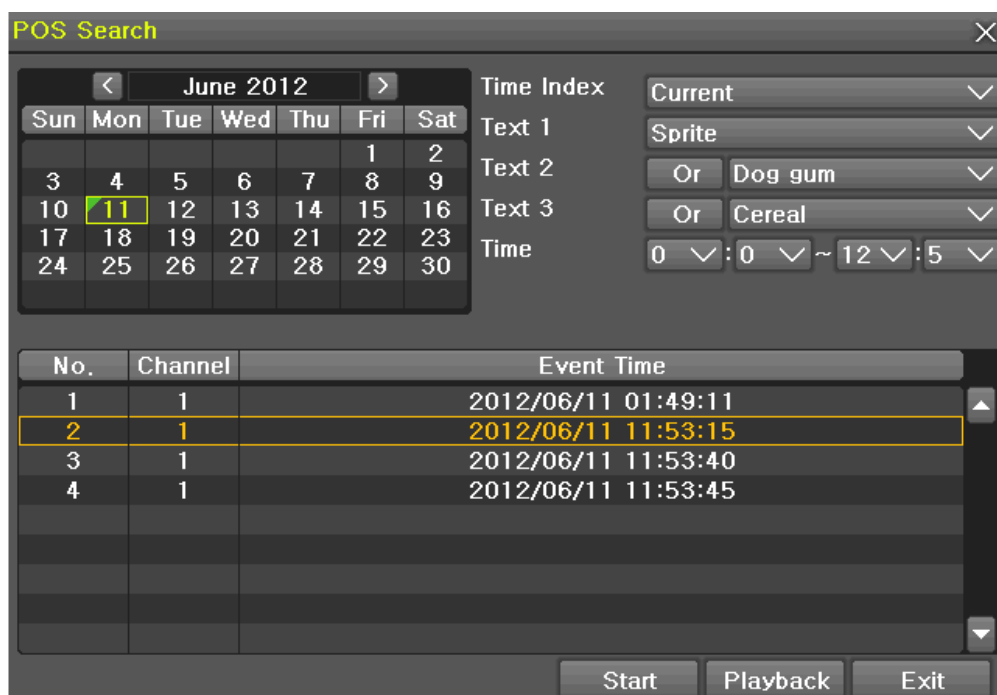 POS Search
June 2012
Sun Mon Tue Wed Thu Fri Sat
1 2
3 4 5 6 7 8 9
10 11 12 13 14 15 16
17 18 19 20 21 22 23
24 25 26 27 28 29 30
Time Index Current
Text 1 Sprite
Text 2 Or Dog gum
Text 3 Or Cereal
Time 0 : 0 ~ 12 : 5
No. Channel Event Time
1 1 2012/06/11 01:49:11
2 1 2012/06/11 11:53:15
3 1 2012/06/11 11:53:40
4 1 2012/06/11 11:53:45
Start Playback Exit